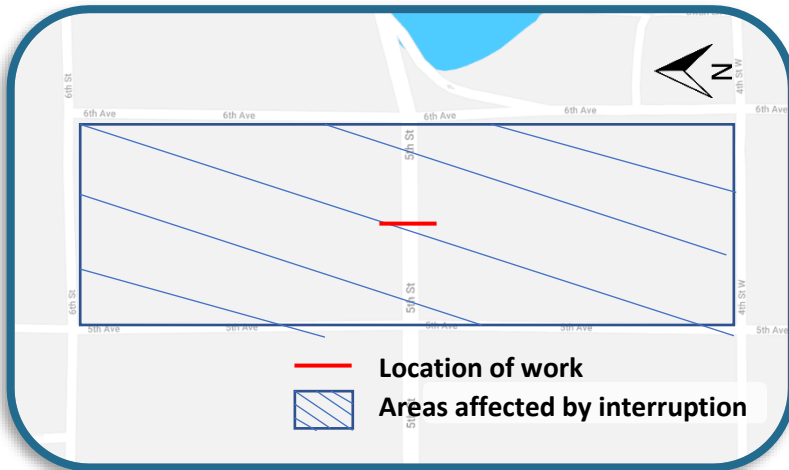 6th St
4th St W
6th Ave
6th Ave
6th Ave
6th Ave
6th Ave
N
5th St
5th St
6th St
4th St W
5th Ave
5th Ave
5th Ave
5th Ave
5th Ave
Location of work
Areas affected by interruption